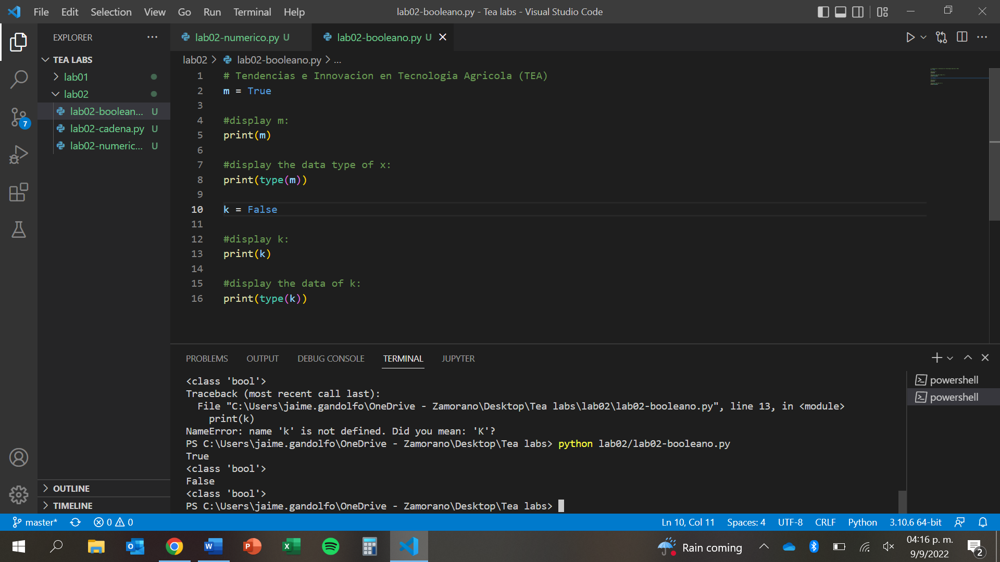 File Edit Selection View Go Run Terminal Help
lab02-booleano.py - Tea labs - Visual Studio Code
EXPLORER
TEA LABS
lab01
lab02
lab02-boolean... U
lab02-cadena.py U
lab02-numeric... U
OUTLINE
TIMELINE
7
lab02-numerico.py U
lab02-booleano.py U
lab02 > lab02-booleano.py > ...
1 # Tendencias e Innovacion en Tecnologia Agricola (TEA)
2 m = True
3
4 #display m:
5 print(m)
6
7 #display the data type of x:
8 print(type(m))
9
10 k = False
11
12 #display k:
13 print(k)
14
15 #display the data of k:
16 print(type(k))
PROBLEMS OUTPUT DEBUG CONSOLE TERMINAL JUPYTER
<class 'bool'>
Traceback (most recent call last):
  File "C:\Users\jaime.gandolfo\OneDrive - Zamorano\Desktop\Tea labs\lab02\lab02-booleano.py", line 13, in <module>
    print(k)
NameError: name 'k' is not defined. Did you mean: 'K'?
PS C:\Users\jaime.gandolfo\OneDrive - Zamorano\Desktop\Tea labs> python lab02/lab02-booleano.py
True
<class 'bool'>
False
<class 'bool'>
PS C:\Users\jaime.gandolfo\OneDrive - Zamorano\Desktop\Tea labs>
powershell
powershell
master* 0 0
Ln 10, Col 11 Spaces: 4 UTF-8 CRLF Python 3.10.6 64-bit
Rain coming
04:16 p. m.
9/9/2022
2